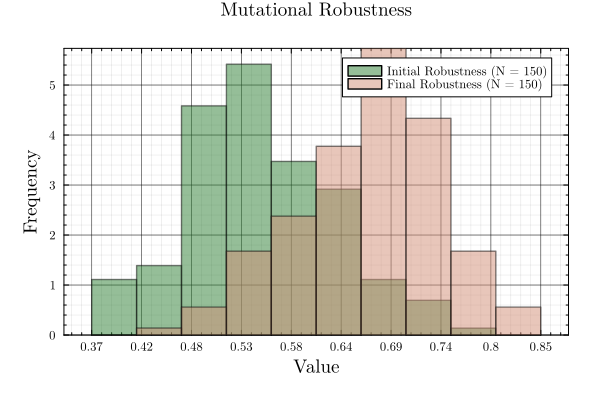 Mutational Robustness
Initial Robustness (N = 150)
Final Robustness (N = 150)
Frequency
5
4
3
2
1
0
0.37 0.42 0.48 0.53 0.58 0.64 0.69 0.74 0.8 0.85
Value